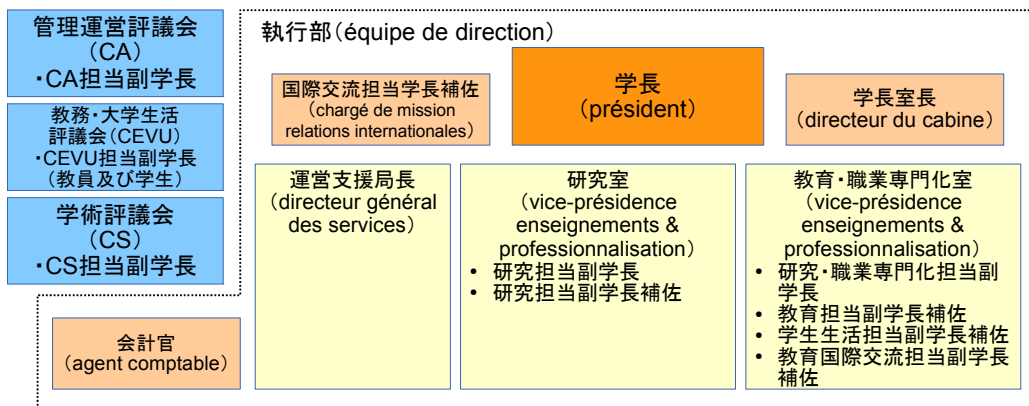 管理運営評議会
（CA）
・CA担当副学長
教務・大学生活
評議会（CEVU）
・CEVU担当副学長
（教員及び学生）
学術評議会
（CS）
・CS担当副学長
執行部（équipe de direction）
国際交流担当学長補佐
（chargé de mission
relations internationales）
学長
（président）
学長室長
（directeur du cabine）
運営支援局長
（directeur général
des services）
研究室
（vice-présidence
enseignements &
professionnalisation）
• 研究担当副学長
• 研究担当副学長補佐
教育・職業専門化室
（vice-présidence
enseignements &
professionnalisation）
• 研究・職業専門化担当副
学長
• 教育担当副学長補佐
• 学生生活担当副学長補佐
• 教育国際交流担当副学長
補佐
会計官
（agent comptable）